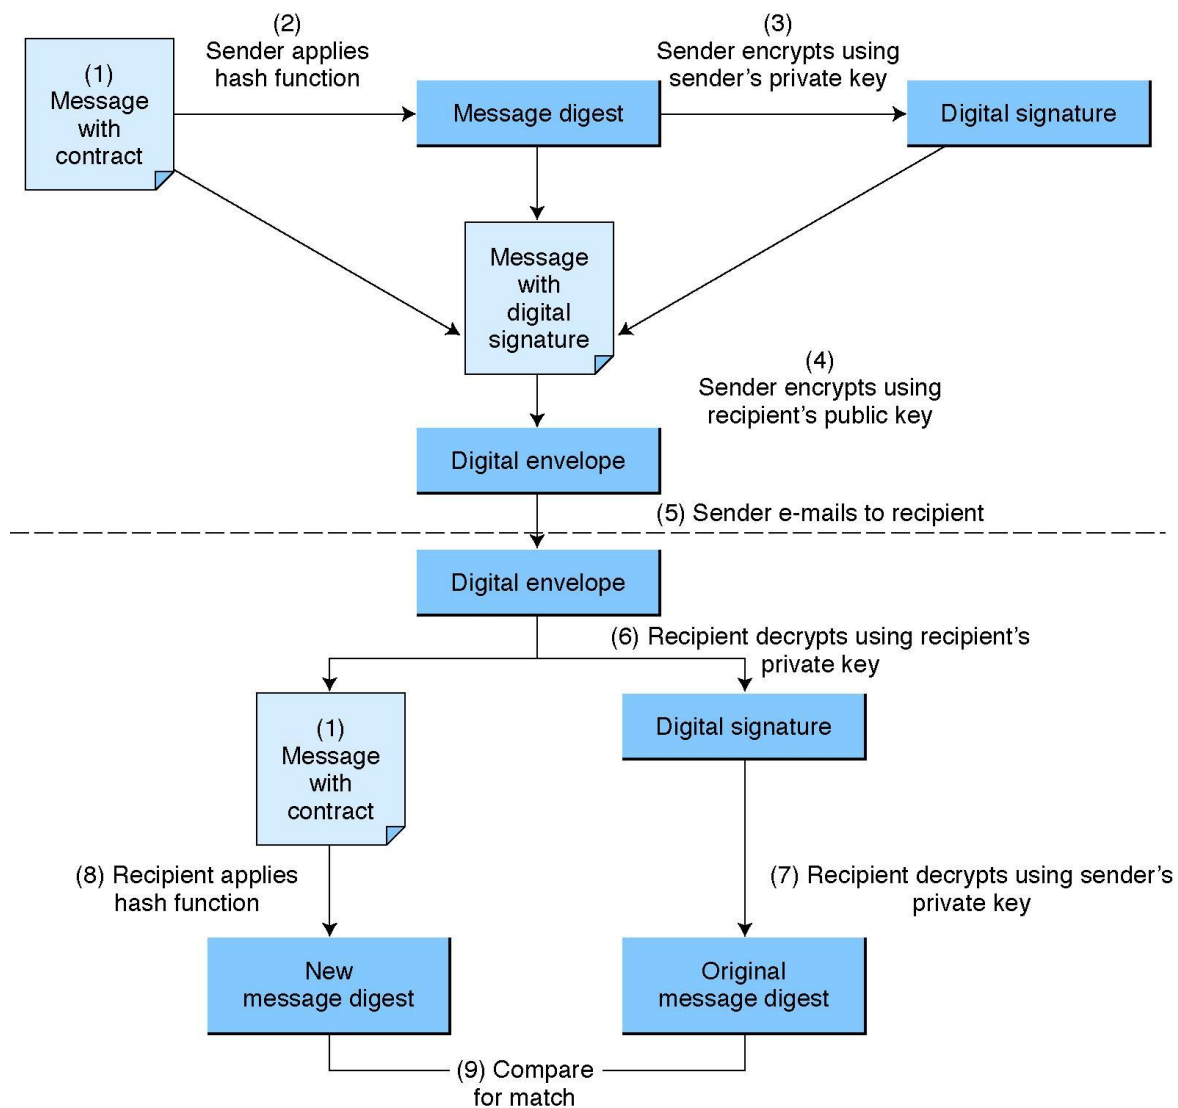 (2)
Sender applies
hash function
(3)
Sender encrypts using
sender’s private key
(1)
Message
with
contract
Message digest
Digital signature
Message
with
digital
signature
(4)
Sender encrypts using
recipient’s public key
Digital envelope
(5) Sender e-mails to recipient
Digital envelope
(6) Recipient decrypts using recipient’s
private key
(1)
Message
with
contract
Digital signature
(8) Recipient applies
hash function
(7) Recipient decrypts using sender’s
private key
New
message digest
Original
message digest
(9) Compare
for match